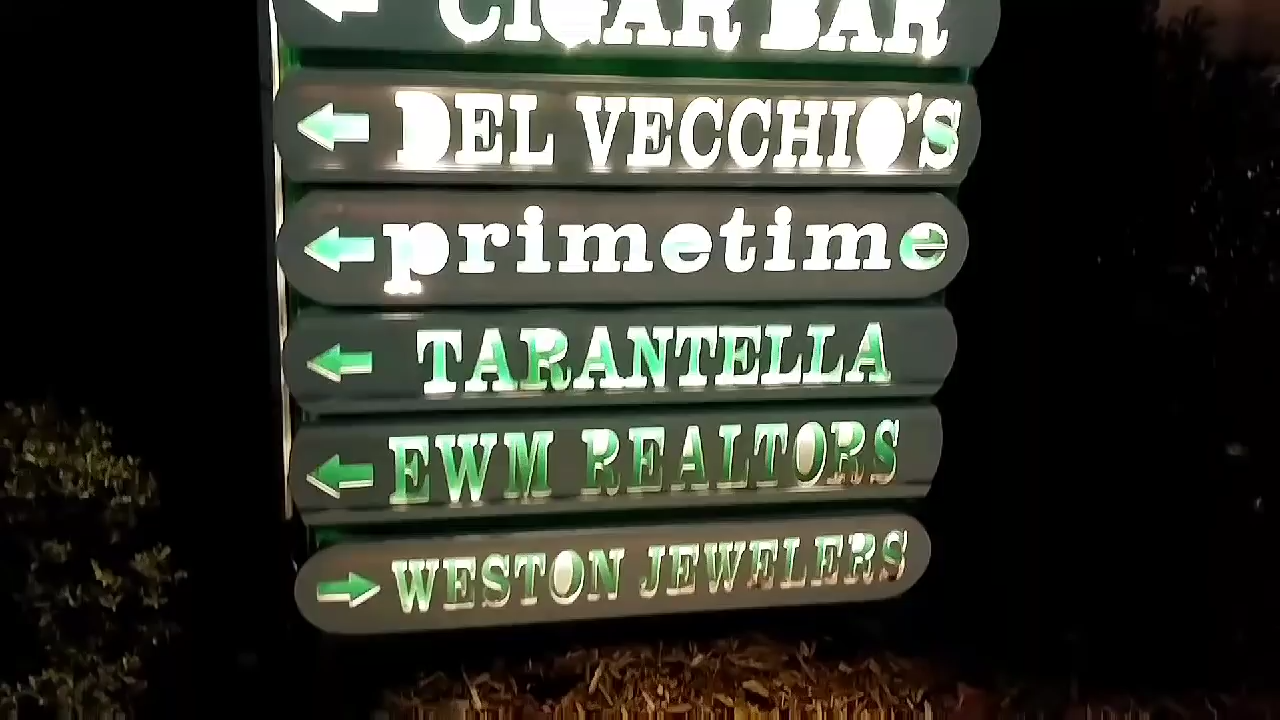 CIGAR BAR
DEL VECCHIO'S
primetime
TARANTELLA
EWM REALTORS
WESTON JEWELERS